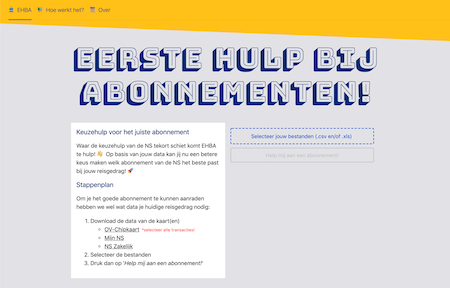 EHBA Hoe werkt het? Over
EERSTE HULP BIJ
ABONNEMENTEN!
Keuzehulp voor het juiste abonnement
Waar de keuzehulp van de NS tekort schiet komt EHBA
te hulp! 👋 Op basis van jouw data kan jij nu een betere
keus maken welk abonnement van de NS het beste past
bij jouw reisgedrag! 🚀
Stappenplan
Om je het goede abonnement te kunnen aanraden
hebben we wel wat data je huidige reisgedrag nodig:
1. Download de data van de kaart(en)
OV-Chipkaart *selecteer alle transacties!
Mijn NS
NS Zakelijk
2. Selecteer de bestanden
3. Druk dan op 'Help mij aan een abonnement!'
Selecteer jouw bestanden (.csv en/of .xls)
Help mij aan een abonnement!